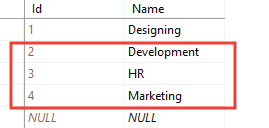 Id Name
1 Designing
2 Development
3 HR
4 Marketing
NULL NULL